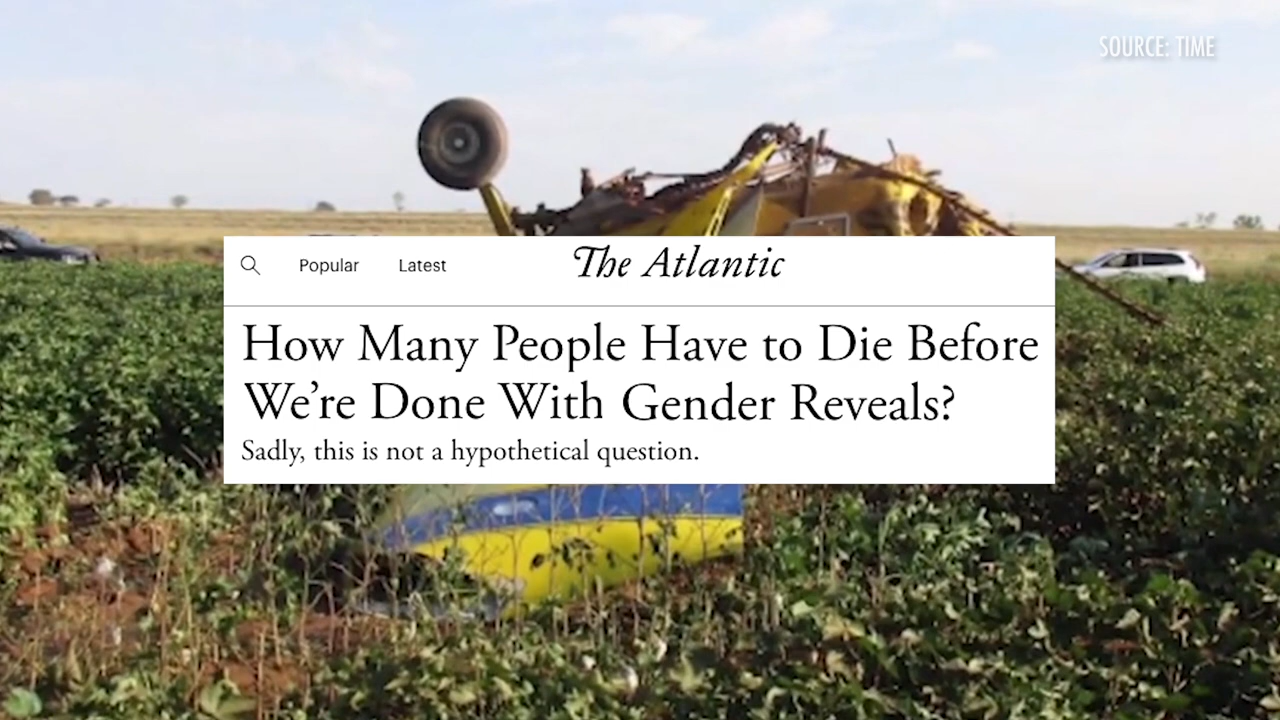 SOURCE: TIME
Popular Latest The Atlantic
How Many People Have to Die Before
We're Done With Gender Reveals?
Sadly, this is not a hypothetical question.